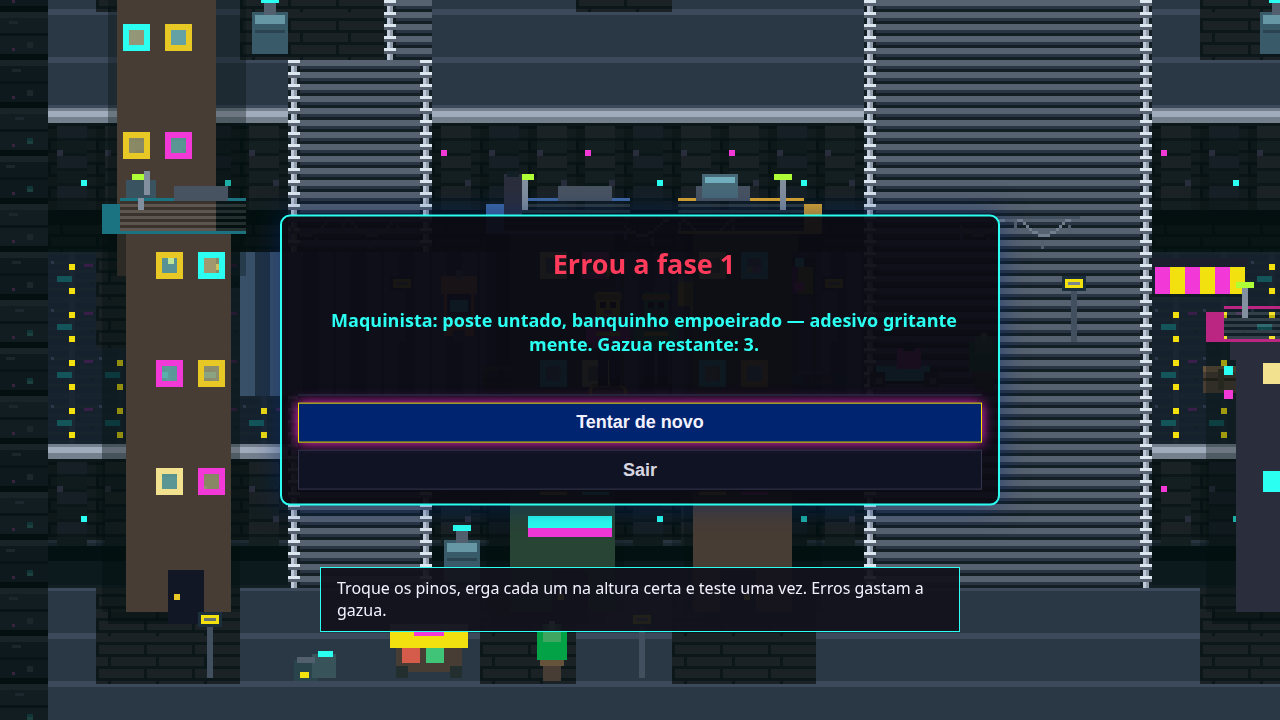 Errou a fase 1
Maquinista: poste untado, banquinho empoeirado — adesivo gritante
mente. Gazua restante: 3.
Tentar de novo
Sair
Troque os pinos, erga cada um na altura certa e teste uma vez. Erros gastam a
gazua.